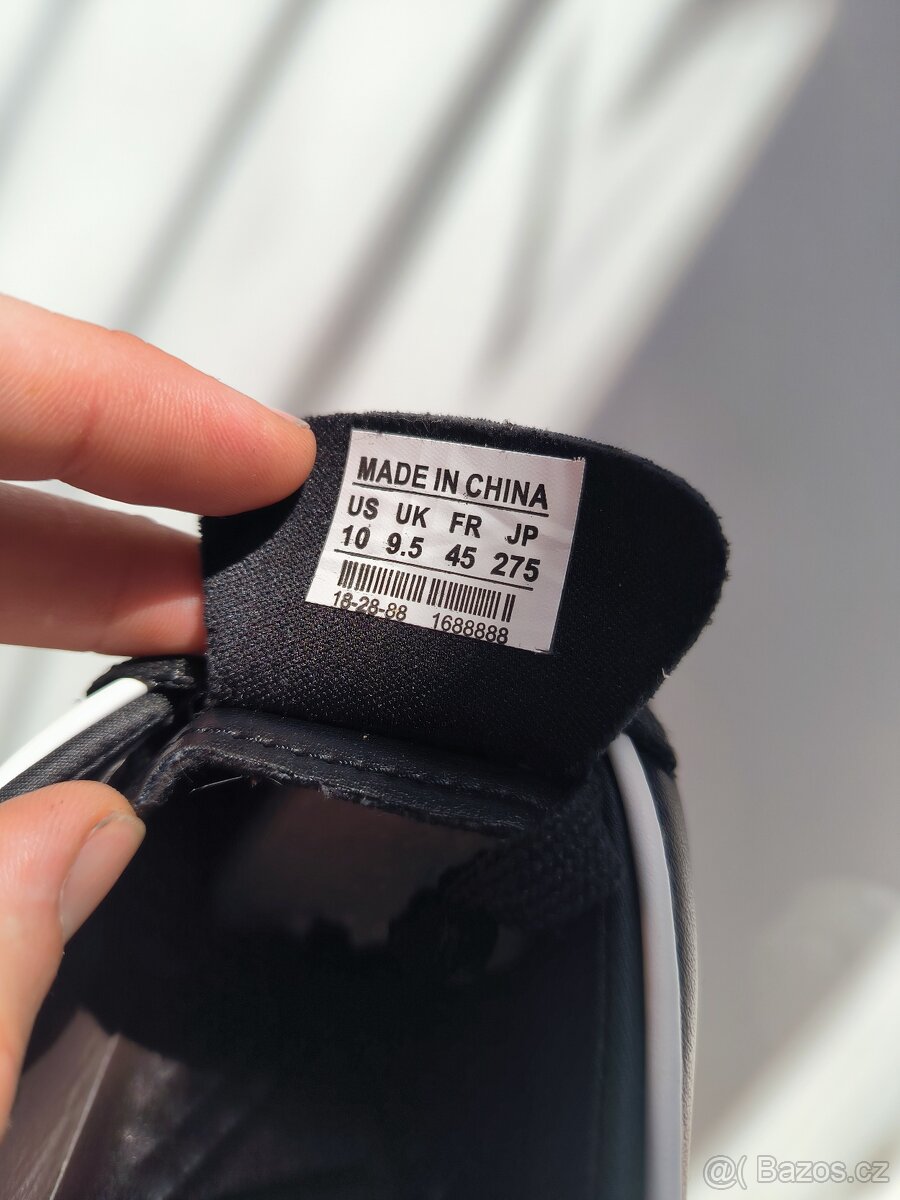 MADE IN CHINA
US UK FR JP
10 9.5 45 275
18-28-88 1688888
@( Bazos.cz